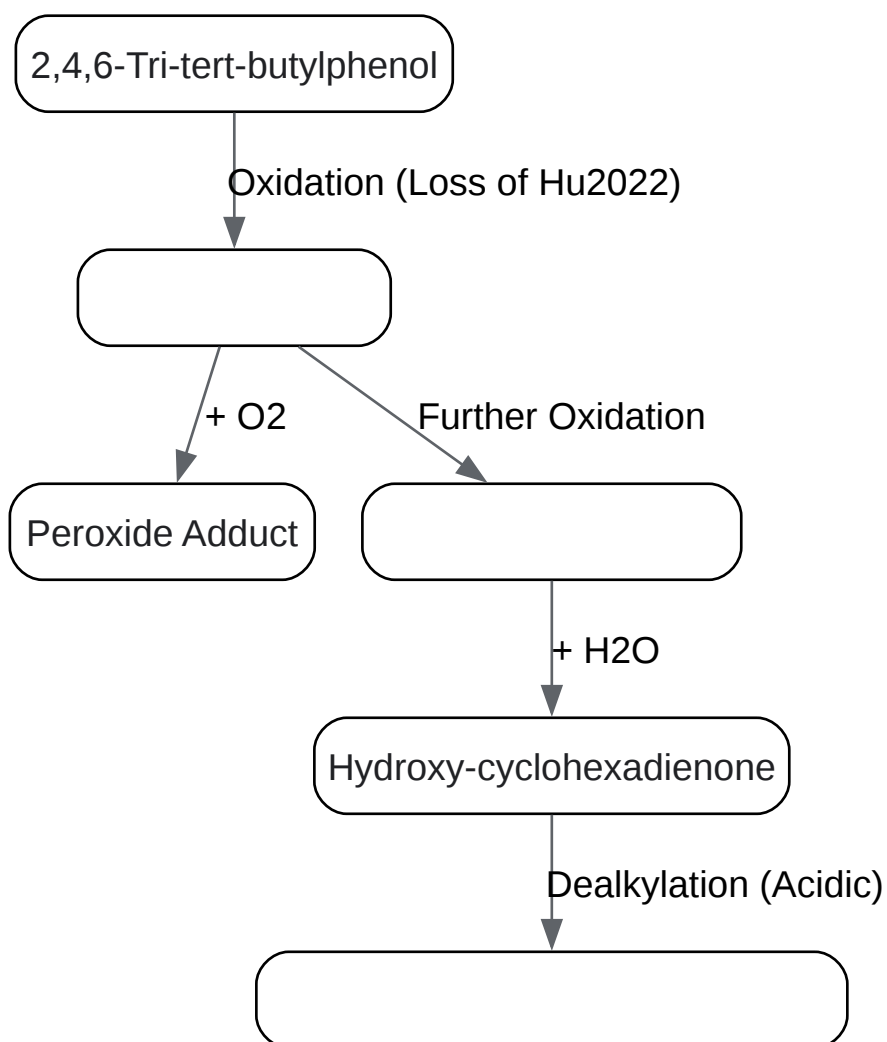 2,4,6-Tri-tert-butylphenol
Oxidation (Loss of Hu2022)
+ O2
Further Oxidation
Peroxide Adduct
+ H2O
Hydroxy-cyclohexadienone
Dealkylation (Acidic)